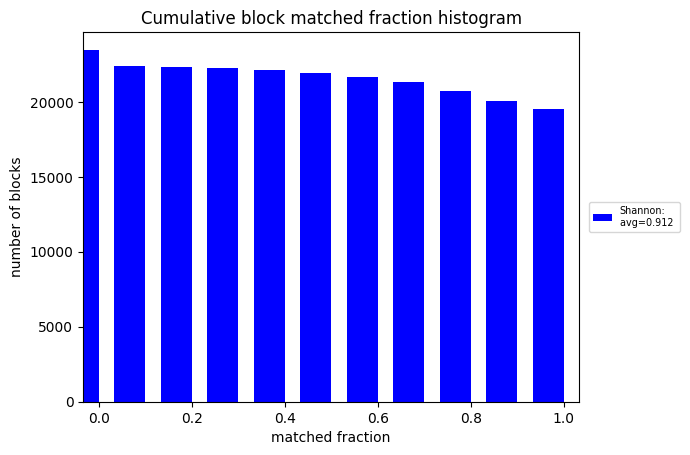 Cumulative block matched fraction histogram
number of blocks
20000
15000
10000
5000
0
0.0 0.2 0.4 0.6 0.8 1.0
matched fraction
Shannon:
avg=0.912